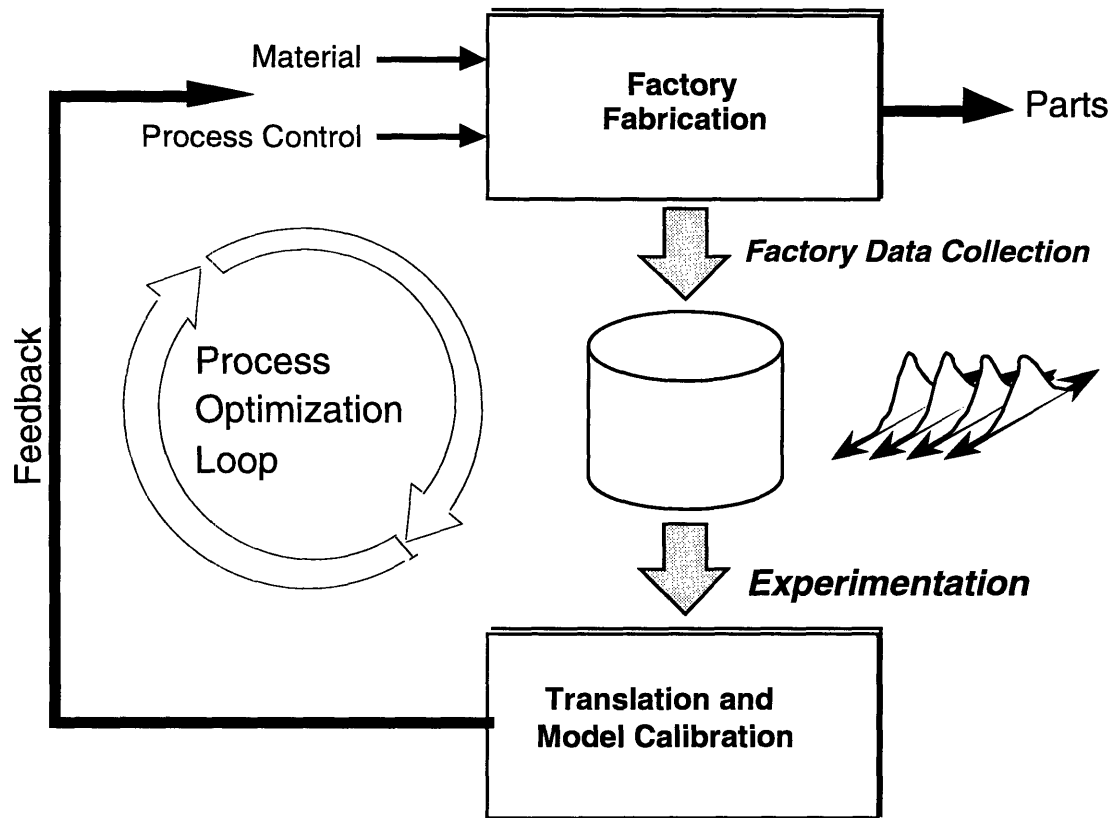 Material
Factory
Fabrication
Parts
Process Control
Factory Data Collection
Feedback
Process
Optimization
Loop
Experimentation
Translation and
Model Calibration